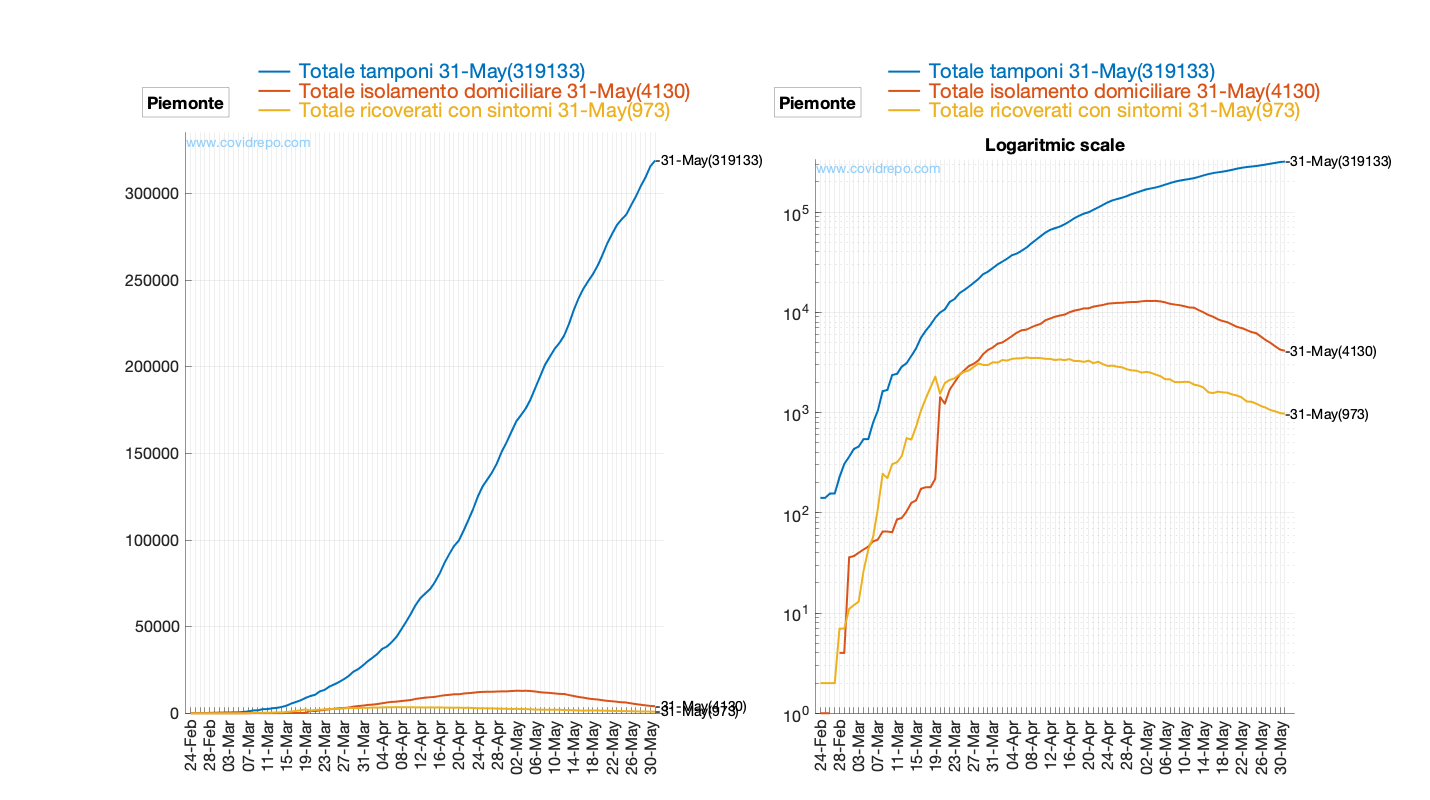 Piemonte
Totale tamponi 31-May(319133)
Totale isolamento domiciliare 31-May(4130)
Totale ricoverati con sintomi 31-May(973)
www.covidrepo.com
300000
250000
200000
150000
100000
50000
0
31-May(319133)
31-May(4130)
31-May(973)
24-Feb
28-Feb
03-Mar
07-Mar
11-Mar
15-Mar
19-Mar
23-Mar
27-Mar
31-Mar
04-Apr
08-Apr
12-Apr
16-Apr
20-Apr
24-Apr
28-Apr
02-May
06-May
10-May
14-May
18-May
22-May
26-May
30-May
Piemonte
Totale tamponi 31-May(319133)
Totale isolamento domiciliare 31-May(4130)
Totale ricoverati con sintomi 31-May(973)
Logaritmic scale
www.covidrepo.com
10^5
10^4
10^3
10^2
10^1
10^0
31-May(319133)
31-May(4130)
31-May(973)
24-Feb
28-Feb
03-Mar
07-Mar
11-Mar
15-Mar
19-Mar
23-Mar
27-Mar
31-Mar
04-Apr
08-Apr
12-Apr
16-Apr
20-Apr
24-Apr
28-Apr
02-May
06-May
10-May
14-May
18-May
22-May
26-May
30-May